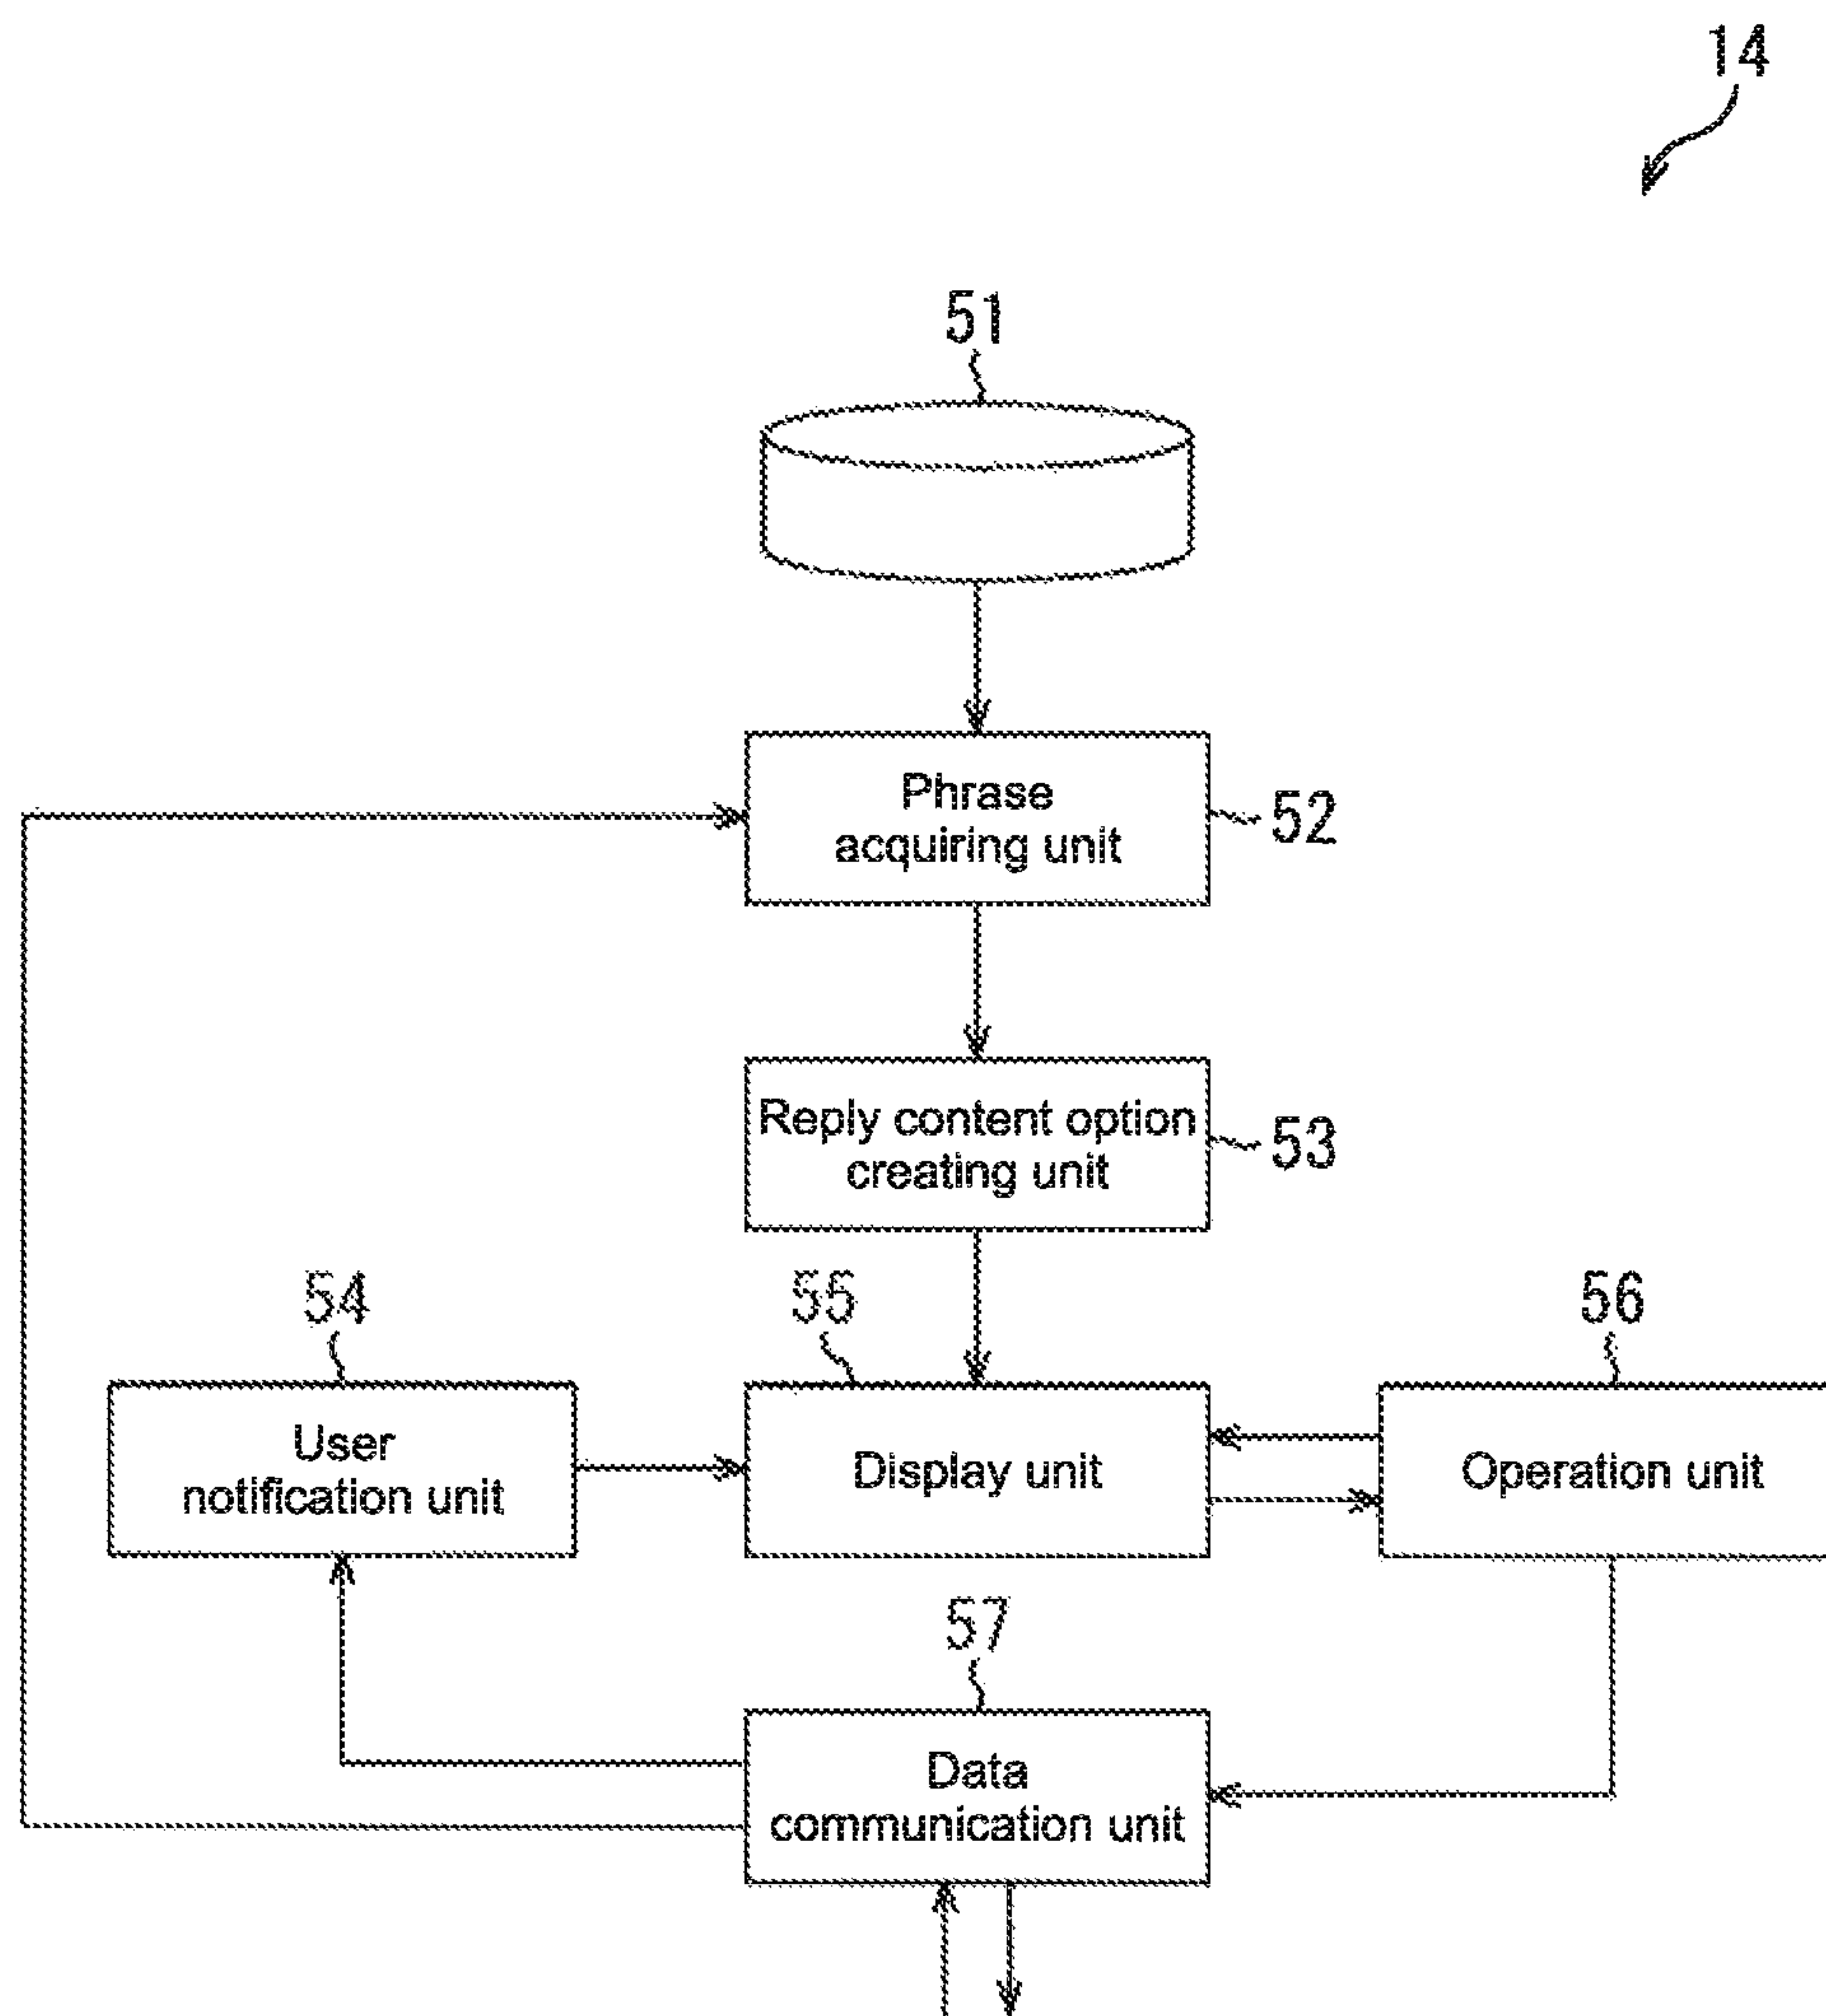 14
51
Phrase
acquiring unit
52
Reply content option
creating unit
53
54
55
56
User
notification unit
Display unit
Operation unit
57
Data
communication unit